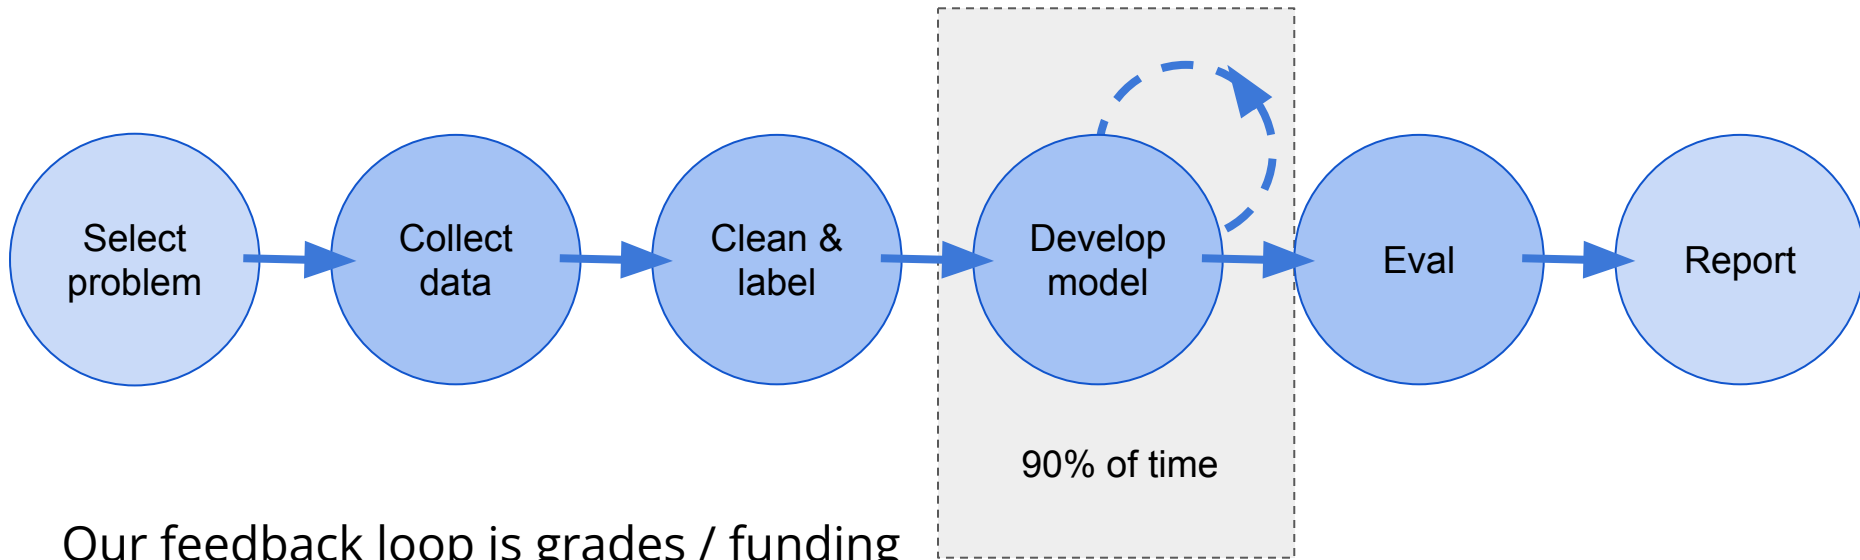 Select
problem
Collect
data
Clean &
label
Develop
model
Eval
Report
90% of time
Our feedback loop is grades / funding